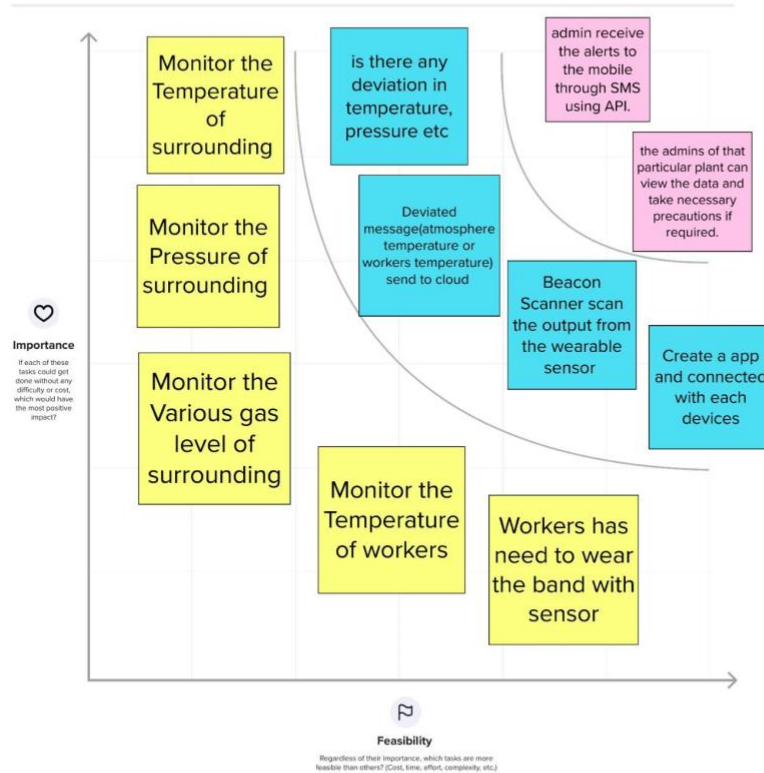 Monitor the
Temperature
of
surrounding
is there any
deviation in
temperature,
pressure etc
admin receive
the alerts to
the mobile
through SMS
using API.
the admins of that
particular plant can
view the data and
take necessary
precautions if
required.
Monitor the
Pressure of
surrounding
Deviated
message(atmosphere
temperature or
workers temperature)
send to cloud
Beacon
Scanner scan
the output from
the wearable
sensor
Create a app
and connected
with each
devices
Importance
If each of these
tasks could get
done without any
difficulty or cost,
which would have
the most positive
impact?
Monitor the
Various gas
level of
surrounding
Monitor the
Temperature
of workers
Workers has
need to wear
the band with
sensor
Feasibility
Regardless of their importance, which tasks are more
feasible than others? (Cost, time, effort, complexity, etc.)